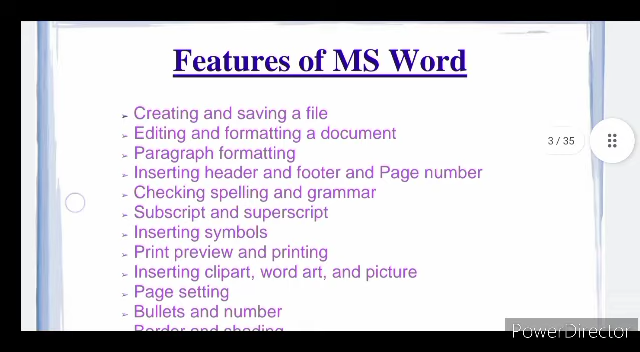 Features of MS Word
Creating and saving a file
Editing and formatting a document
Paragraph formatting
3 / 35
Inserting header and footer and Page number
Checking spelling and grammar
Subscript and superscript
Inserting symbols
Print preview and printing
Inserting clipart, word art, and picture
Page setting
Bullets and number
Border and shading
PowerDirector